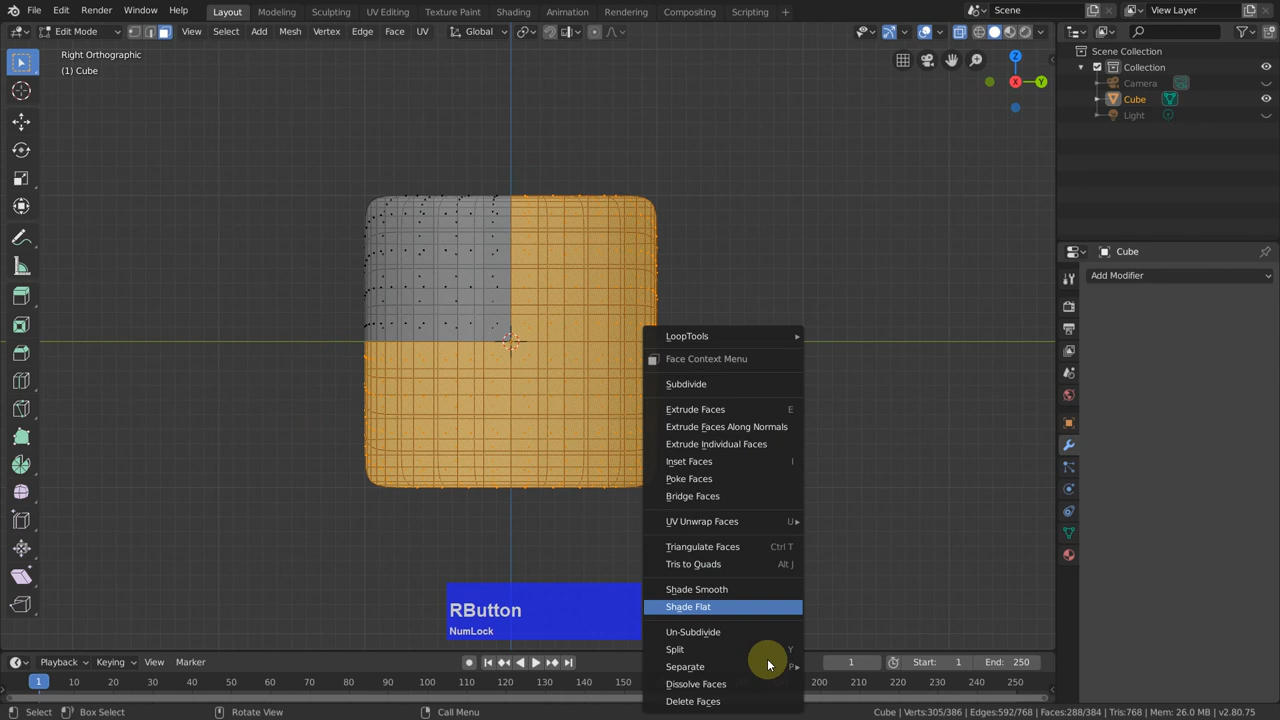 File Edit Render Window Help Layout Modeling Sculpting UV Editing Texture Paint Shading Animation Rendering Compositing Scripting + Scene View Layer
Edit Mode View Select Add Mesh Vertex Edge Face UV Global
Right Orthographic
(1) Cube
Z
X
Y
Scene Collection
Collection
Camera
Cube
Light
Cube
Add Modifier
LoopTools
Face Context Menu
Subdivide
Extrude Faces E
Extrude Faces Along Normals
Extrude Individual Faces
Inset Faces I
Poke Faces
Bridge Faces
UV Unwrap Faces U
Triangulate Faces Ctrl T
Tris to Quads Alt J
Shade Smooth
Shade Flat
Un-Subdivide
Split Y
Separate P
Dissolve Faces
Delete Faces
RButton
NumLock
Playback Keying View Marker 1 Start: 1 End: 250
1 10 20 30 40 50 60 70 80 90 100 110 120 130 140 150 200 210 220 230 240 250
Select Box Select Rotate View Call Menu Cube | Verts:305/386 | Edges:592/768 | Faces:288/384 | Tris:768 | Mem: 26.0 MB | v2.80.75